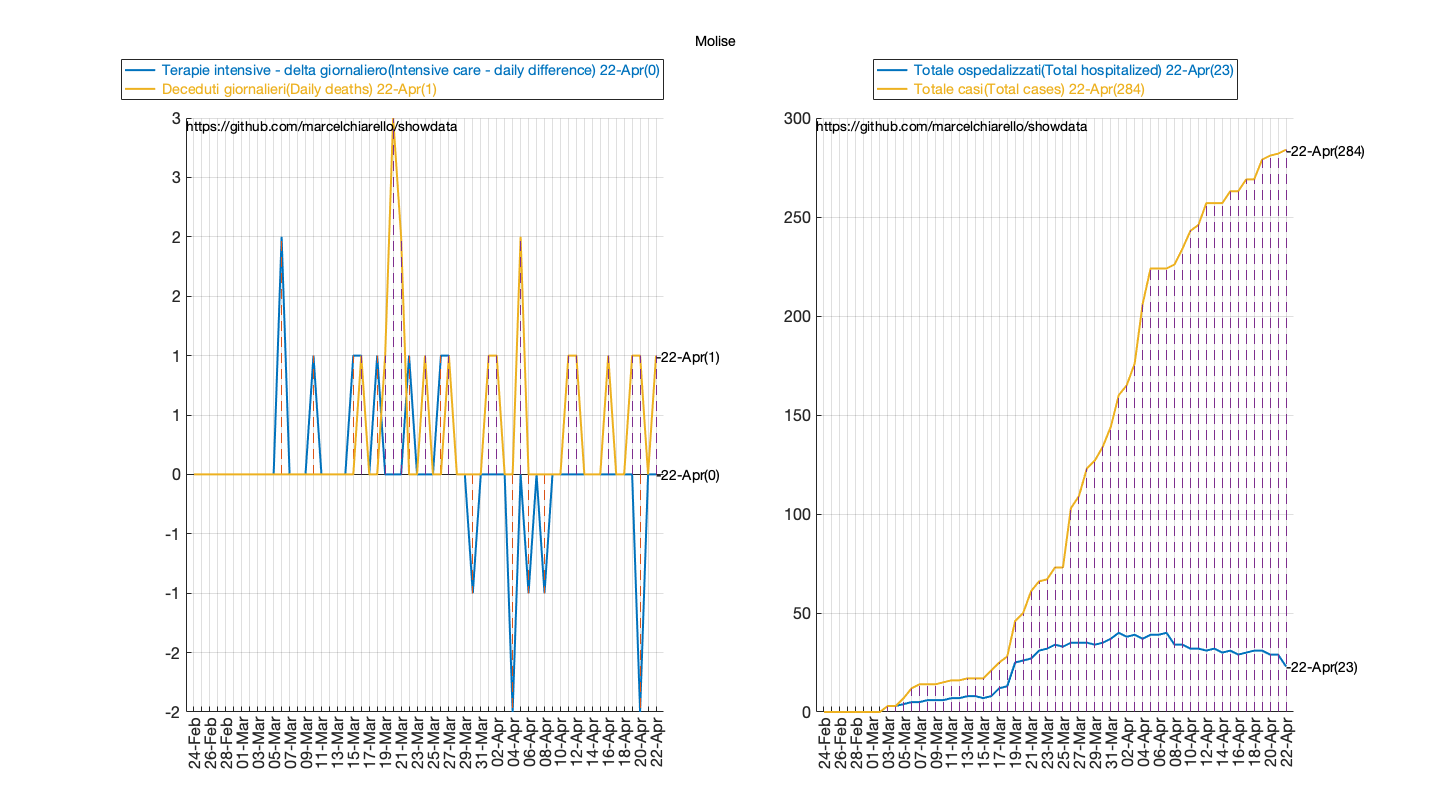 Molise
Terapie intensive - delta giornaliero(Intensive care - daily difference) 22-Apr(0)
Deceduti giornalieri(Daily deaths) 22-Apr(1)
https://github.com/marcelchiarello/showdata
3
3
2
2
1
1
0
-1
-1
-2
-2
22-Apr(1)
22-Apr(0)
24-Feb
26-Feb
28-Feb
01-Mar
03-Mar
05-Mar
07-Mar
09-Mar
11-Mar
13-Mar
15-Mar
17-Mar
19-Mar
21-Mar
23-Mar
25-Mar
27-Mar
29-Mar
31-Mar
02-Apr
04-Apr
06-Apr
08-Apr
10-Apr
12-Apr
14-Apr
16-Apr
18-Apr
20-Apr
22-Apr
Totale ospedalizzati(Total hospitalized) 22-Apr(23)
Totale casi(Total cases) 22-Apr(284)
https://github.com/marcelchiarello/showdata
300
250
200
150
100
50
0
22-Apr(284)
22-Apr(23)
24-Feb
26-Feb
28-Feb
01-Mar
03-Mar
05-Mar
07-Mar
09-Mar
11-Mar
13-Mar
15-Mar
17-Mar
19-Mar
21-Mar
23-Mar
25-Mar
27-Mar
29-Mar
31-Mar
02-Apr
04-Apr
06-Apr
08-Apr
10-Apr
12-Apr
14-Apr
16-Apr
18-Apr
20-Apr
22-Apr